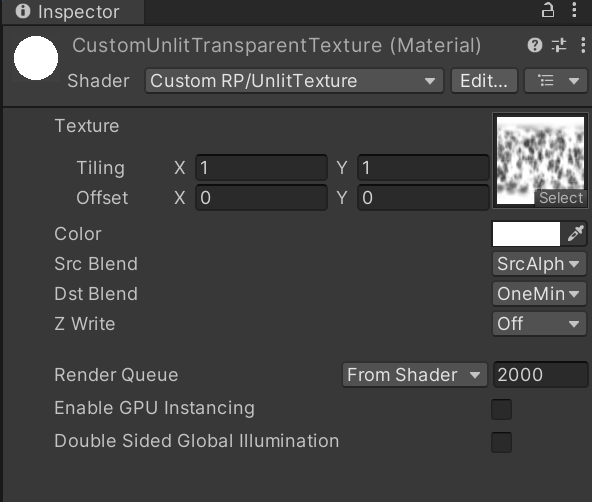 Inspector
CustomUnlitTransparentTexture (Material)
Shader Custom RP/UnlitTexture Edit...
Texture
Tiling X 1 Y 1
Offset X 0 Y 0
Select
Color
Src Blend SrcAlph
Dst Blend OneMin
Z Write Off
Render Queue From Shader 2000
Enable GPU Instancing
Double Sided Global Illumination